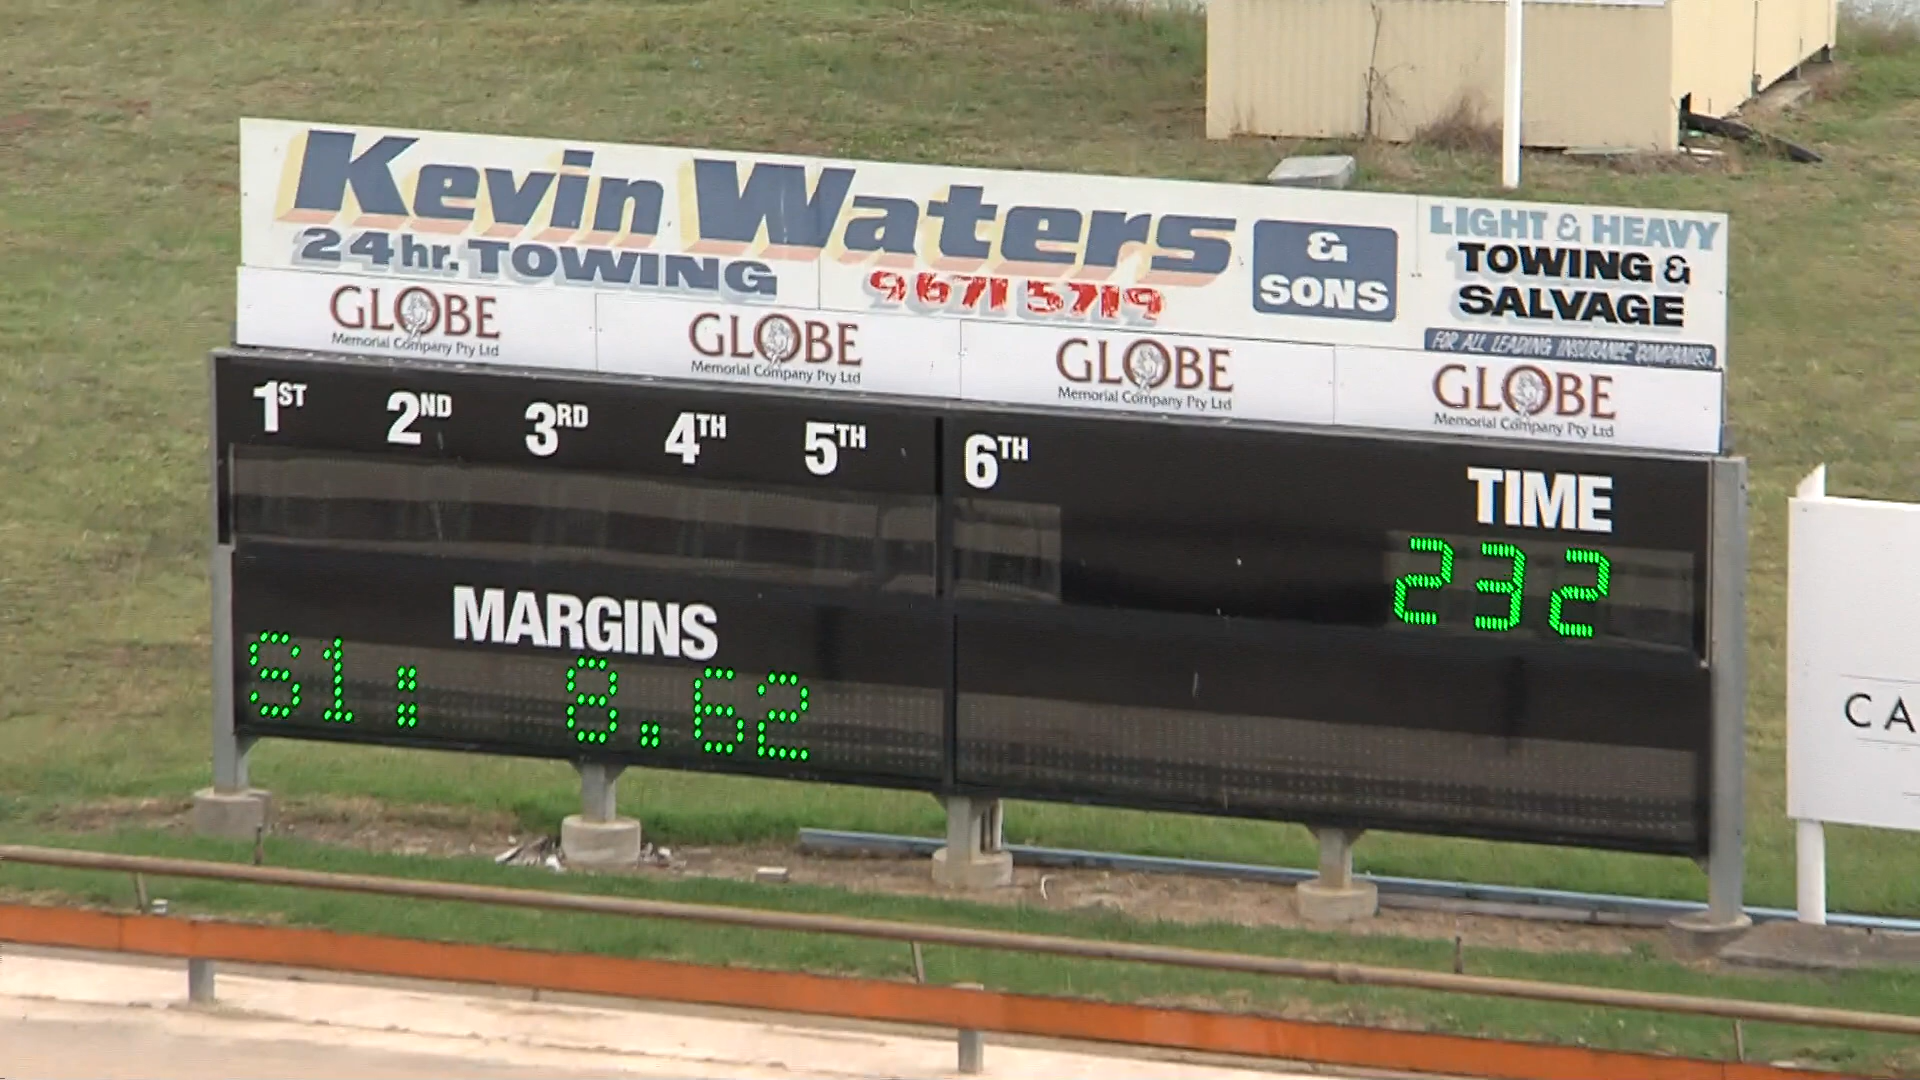 Kevin Waters & SONS
24hr. TOWING 9671 5719
LIGHT & HEAVY
TOWING &
SALVAGE
FOR ALL LEADING INSURANCE COMPANIES.
GLOBE
Memorial Company Pty Ltd
GLOBE
Memorial Company Pty Ltd
GLOBE
Memorial Company Pty Ltd
GLOBE
Memorial Company Pty Ltd
1ST 2ND 3RD 4TH 5TH 6TH
TIME
232
MARGINS
S1: 8.62
CA